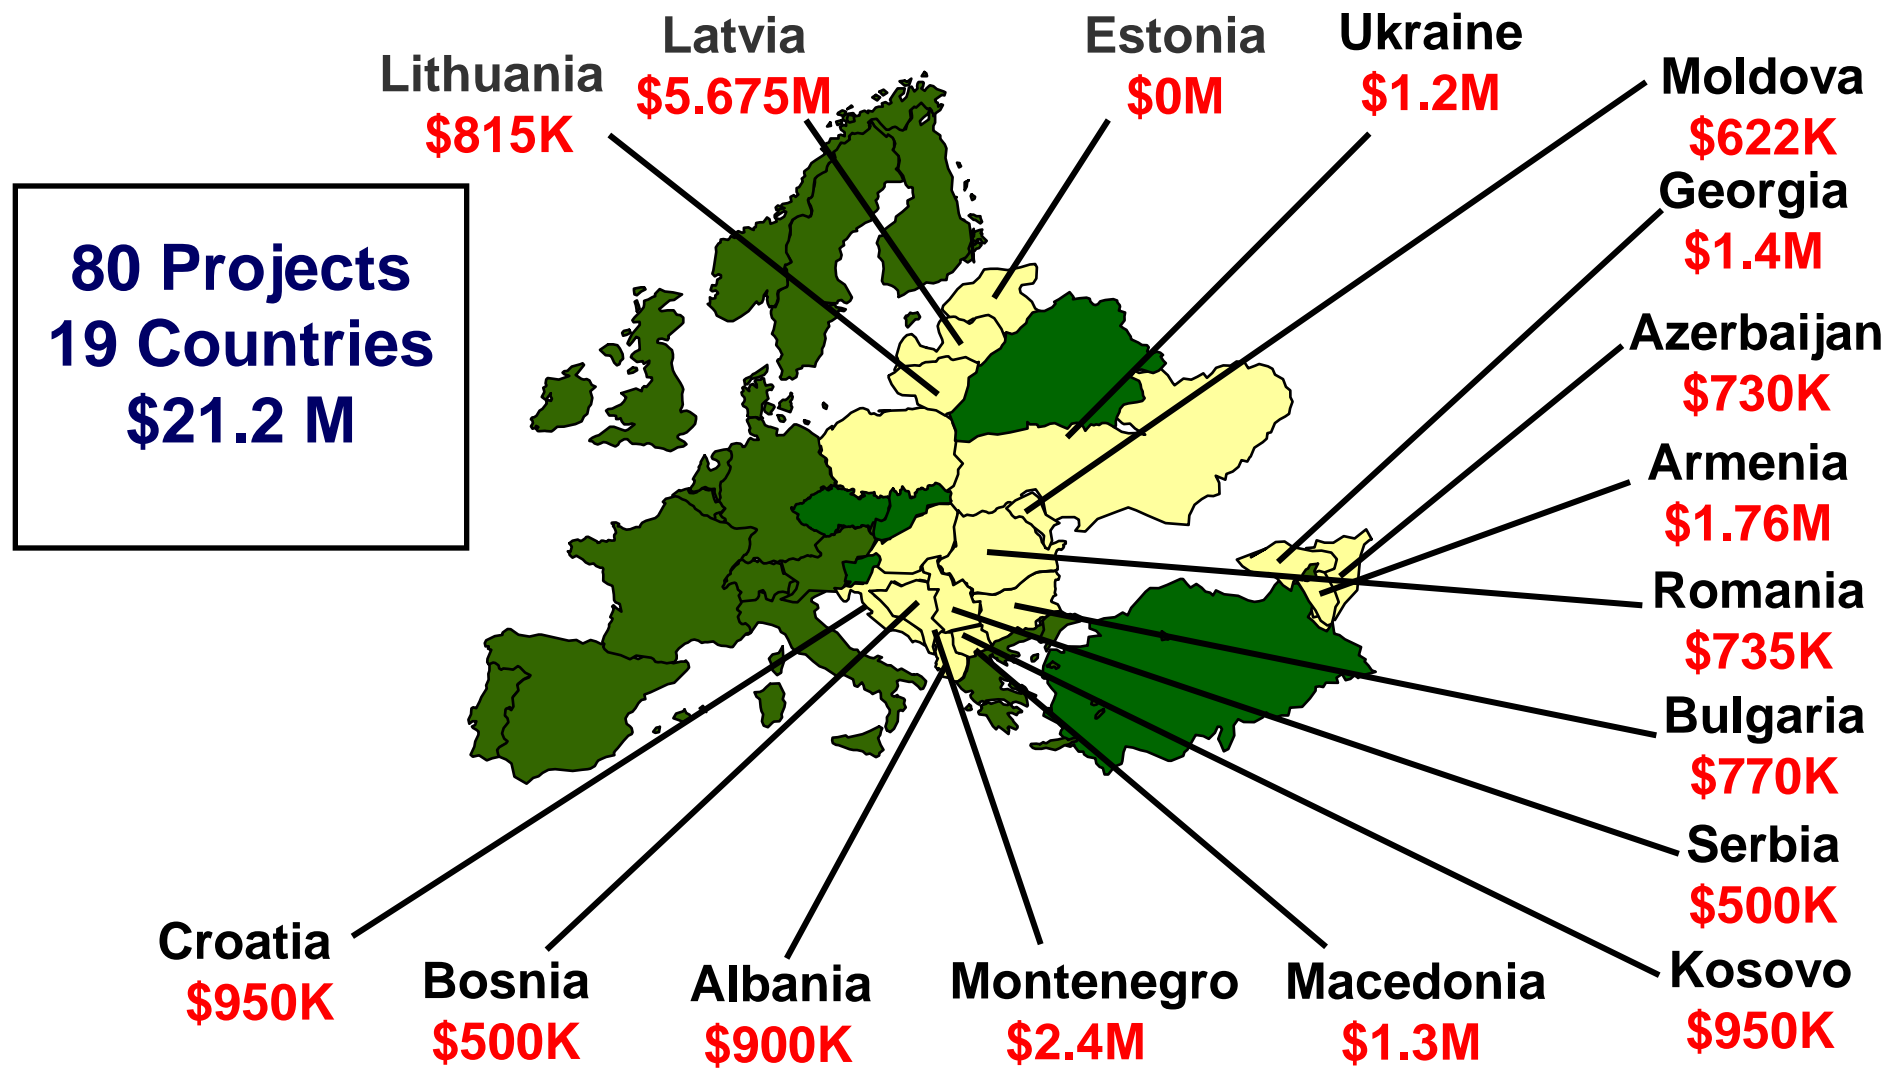 Lithuania
$815K
Latvia
$5.675M
Estonia
$0M
Ukraine
$1.2M
Moldova
$622K
Georgia
$1.4M
Azerbaijan
$730K
Armenia
$1.76M
Romania
$735K
Bulgaria
$770K
Serbia
$500K
Kosovo
$950K
80 Projects
19 Countries
$21.2 M
Croatia
$950K
Bosnia
$500K
Albania
$900K
Montenegro
$2.4M
Macedonia
$1.3M